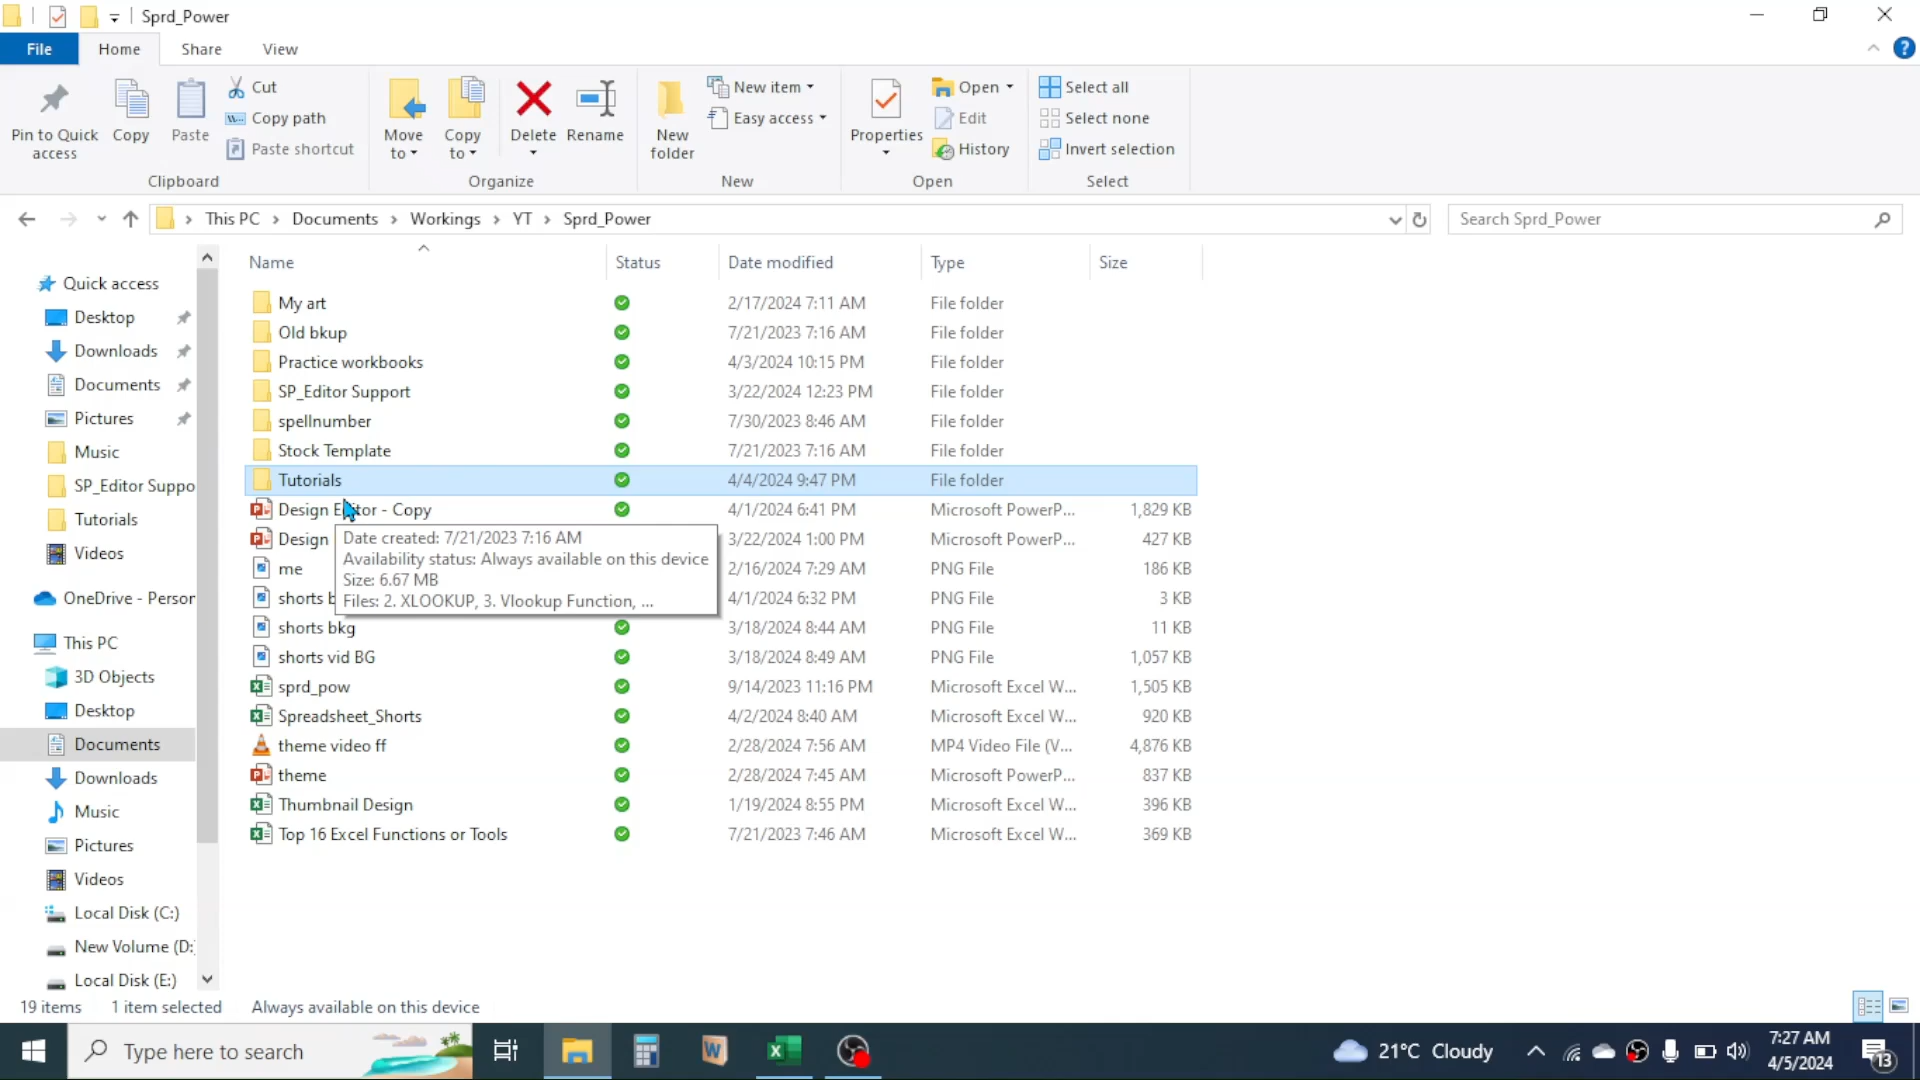 Sprd_Power
File Home Share View
Pin to Quick access
Copy
Paste
Cut
Copy path
Paste shortcut
Clipboard
Move to
Copy to
Delete
Rename
Organize
New folder
New item
Easy access
New
Properties
Open
Edit
History
Open
Select all
Select none
Invert selection
Select
This PC > Documents > Workings > YT > Sprd_Power
Search Sprd_Power
Quick access
Desktop
Downloads
Documents
Pictures
Music
SP_Editor Suppo
Tutorials
Videos
OneDrive - Person
This PC
3D Objects
Desktop
Documents
Downloads
Music
Pictures
Videos
Local Disk (C:)
New Volume (D:
Local Disk (E:)
Name Status Date modified Type Size
My art 2/17/2024 7:11 AM File folder
Old bkup 7/21/2023 7:16 AM File folder
Practice workbooks 4/3/2024 10:15 PM File folder
SP_Editor Support 3/22/2024 12:23 PM File folder
spellnumber 7/30/2023 8:46 AM File folder
Stock Template 7/21/2023 7:16 AM File folder
Tutorials 4/4/2024 9:47 PM File folder
Design Editor - Copy 4/1/2024 6:41 PM Microsoft PowerP... 1,829 KB
Design 3/22/2024 1:00 PM Microsoft PowerP... 427 KB
me 2/16/2024 7:29 AM PNG File 186 KB
shorts b 4/1/2024 6:32 PM PNG File 3 KB
shorts bkg 3/18/2024 8:44 AM PNG File 11 KB
shorts vid BG 3/18/2024 8:49 AM PNG File 1,057 KB
sprd_pow 9/14/2023 11:16 PM Microsoft Excel W... 1,505 KB
Spreadsheet_Shorts 4/2/2024 8:40 AM Microsoft Excel W... 920 KB
theme video ff 2/28/2024 7:56 AM MP4 Video File (V... 4,876 KB
theme 2/28/2024 7:45 AM Microsoft PowerP... 837 KB
Thumbnail Design 1/19/2024 8:55 PM Microsoft Excel W... 396 KB
Top 16 Excel Functions or Tools 7/21/2023 7:46 AM Microsoft Excel W... 369 KB
Date created: 7/21/2023 7:16 AM
Availability status: Always available on this device
Size: 6.67 MB
Files: 2. XLOOKUP, 3. Vlookup Function, ...
19 items 1 item selected Always available on this device
Type here to search
21°C Cloudy
7:27 AM
4/5/2024
13